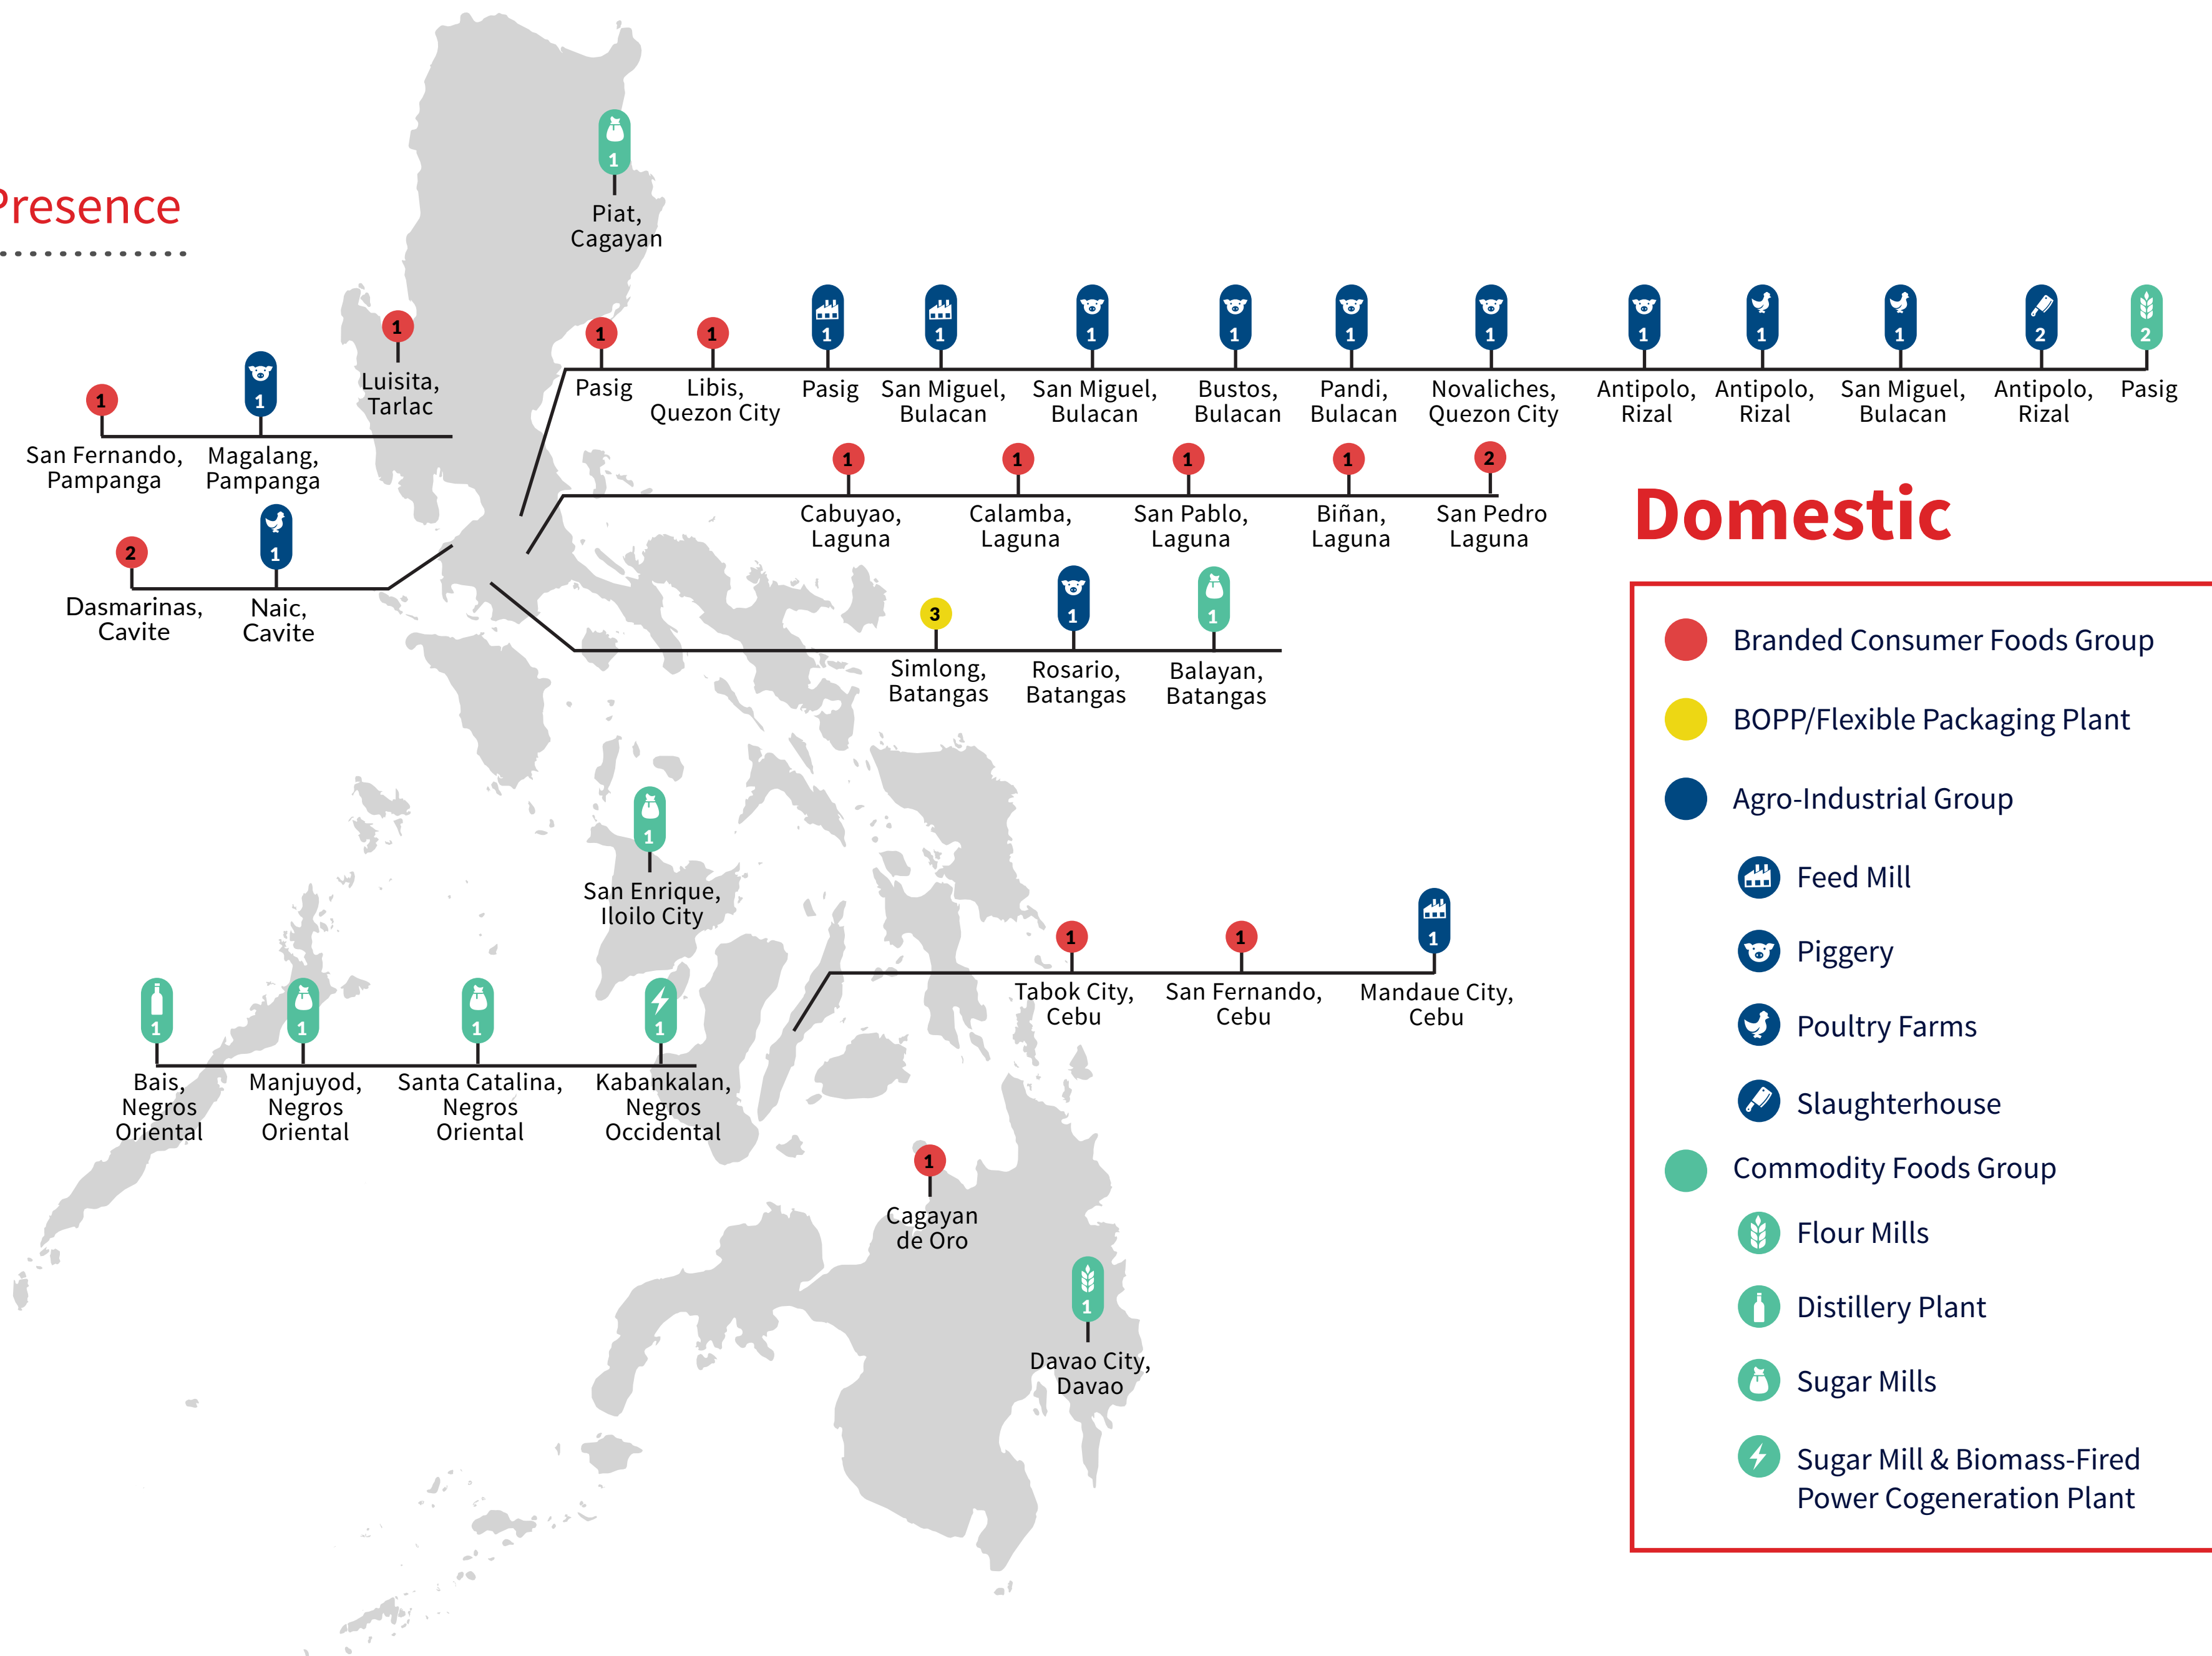 Presence
1
Piat,
Cagayan
1
Luisita,
Tarlac
1
San Fernando,
Pampanga
1
Magalang,
Pampanga
1
Pasig
1
Libis,
Quezon City
1
Pasig
1
San Miguel,
Bulacan
1
San Miguel,
Bulacan
1
Bustos,
Bulacan
1
Pandi,
Bulacan
1
Novaliches,
Quezon City
1
Antipolo,
Rizal
1
Antipolo,
Rizal
1
San Miguel,
Bulacan
2
Antipolo,
Rizal
2
Pasig
1
Cabuyao,
Laguna
1
Calamba,
Laguna
1
San Pablo,
Laguna
1
Biñan,
Laguna
2
San Pedro
Laguna
2
Dasmarinas,
Cavite
1
Naic,
Cavite
3
Simlong,
Batangas
1
Rosario,
Batangas
1
Balayan,
Batangas
1
San Enrique,
Iloilo City
1
Tabok City,
Cebu
1
San Fernando,
Cebu
1
Mandaue City,
Cebu
1
Bais,
Negros
Oriental
1
Manjuyod,
Negros
Oriental
1
Santa Catalina,
Negros
Oriental
1
Kabankalan,
Negros
Occidental
1
Cagayan
de Oro
1
Davao City,
Davao
Domestic
Branded Consumer Foods Group
BOPP/Flexible Packaging Plant
Agro-Industrial Group
Feed Mill
Piggery
Poultry Farms
Slaughterhouse
Commodity Foods Group
Flour Mills
Distillery Plant
Sugar Mills
Sugar Mill & Biomass-Fired
Power Cogeneration Plant